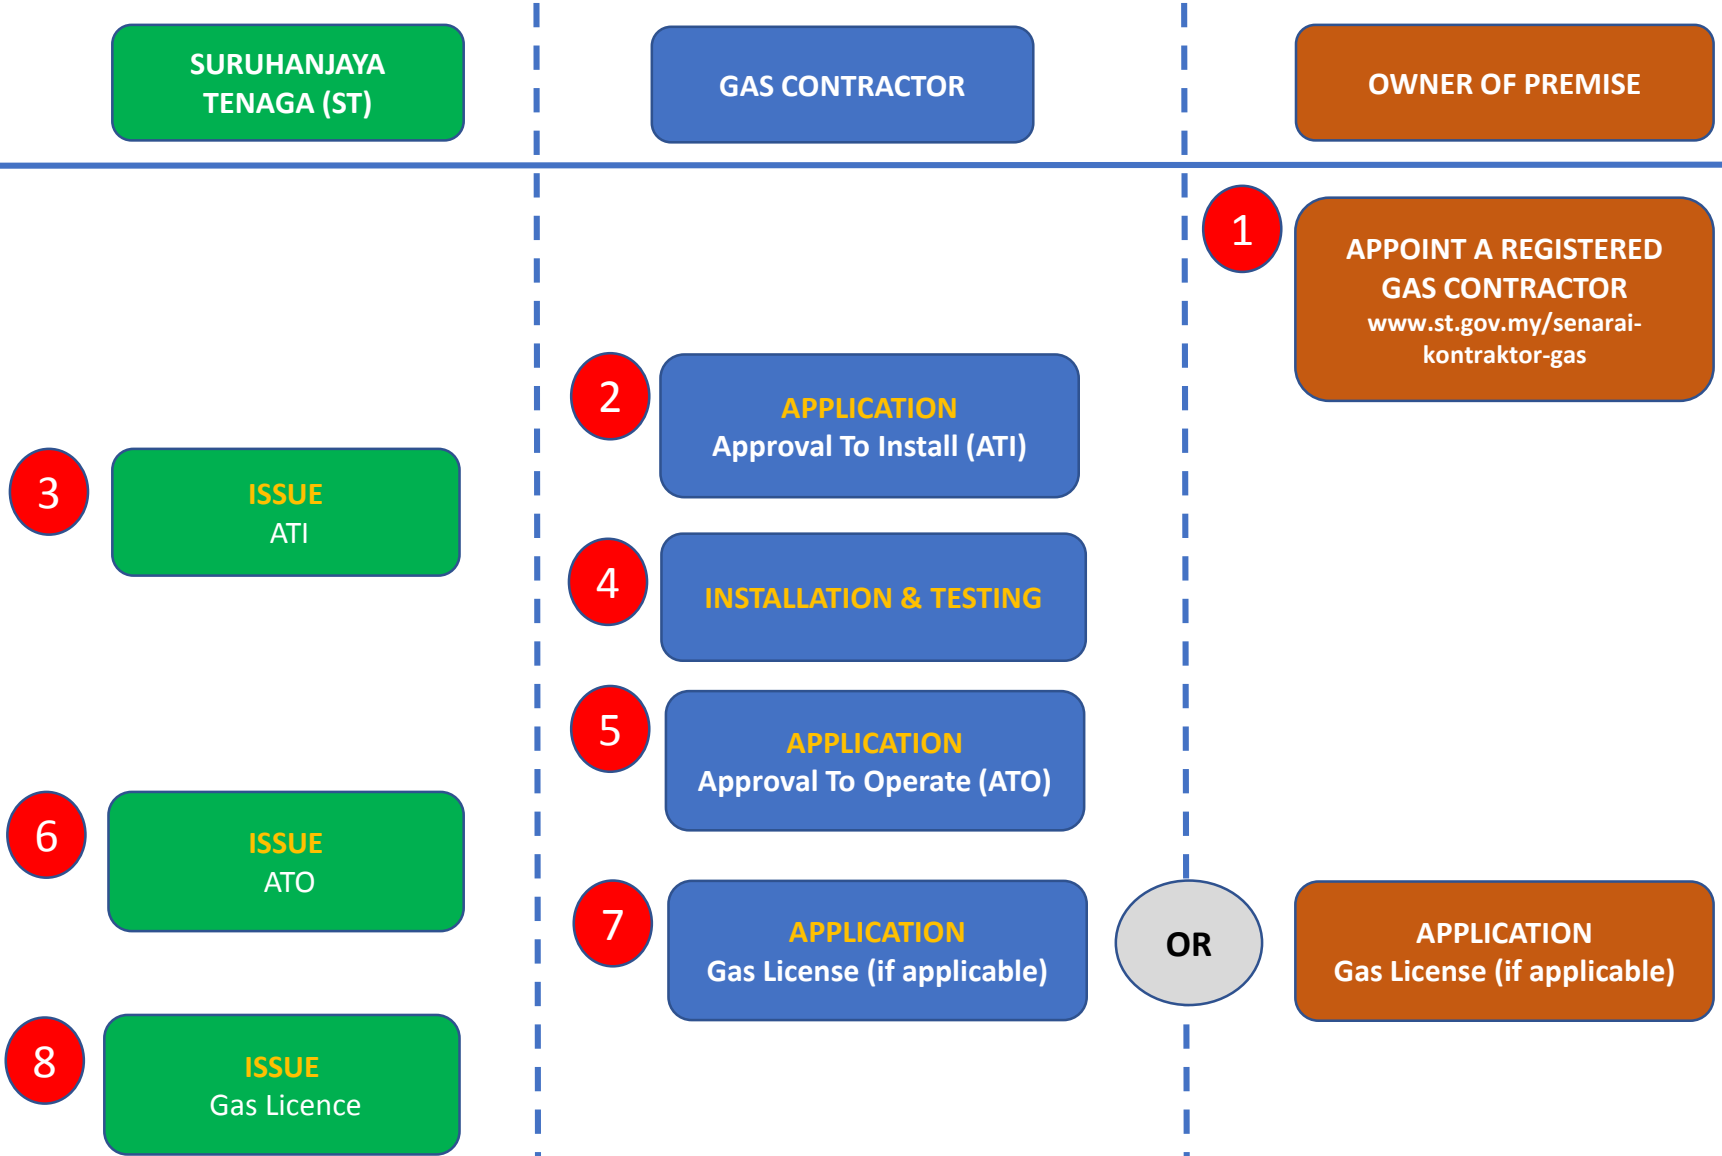 SURUHANJAYA
TENAGA (ST)
GAS CONTRACTOR
OWNER OF PREMISE
1
APPOINT A REGISTERED
GAS CONTRACTOR
www.st.gov.my/senarai-
kontraktor-gas
2
APPLICATION
Approval To Install (ATI)
3
ISSUE
ATI
4
INSTALLATION & TESTING
5
APPLICATION
Approval To Operate (ATO)
6
ISSUE
ATO
7
APPLICATION
Gas License (if applicable)
OR
APPLICATION
Gas License (if applicable)
8
ISSUE
Gas Licence